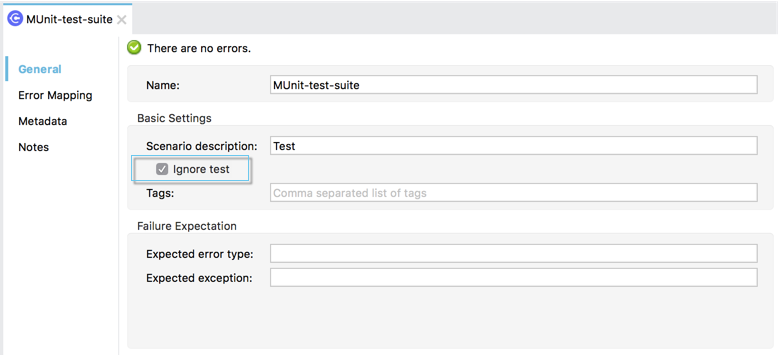 MUnit-test-suite
General
Error Mapping
Metadata
Notes
There are no errors.
Name: MUnit-test-suite
Basic Settings
Scenario description: Test
Ignore test
Tags: Comma separated list of tags
Failure Expectation
Expected error type:
Expected exception: